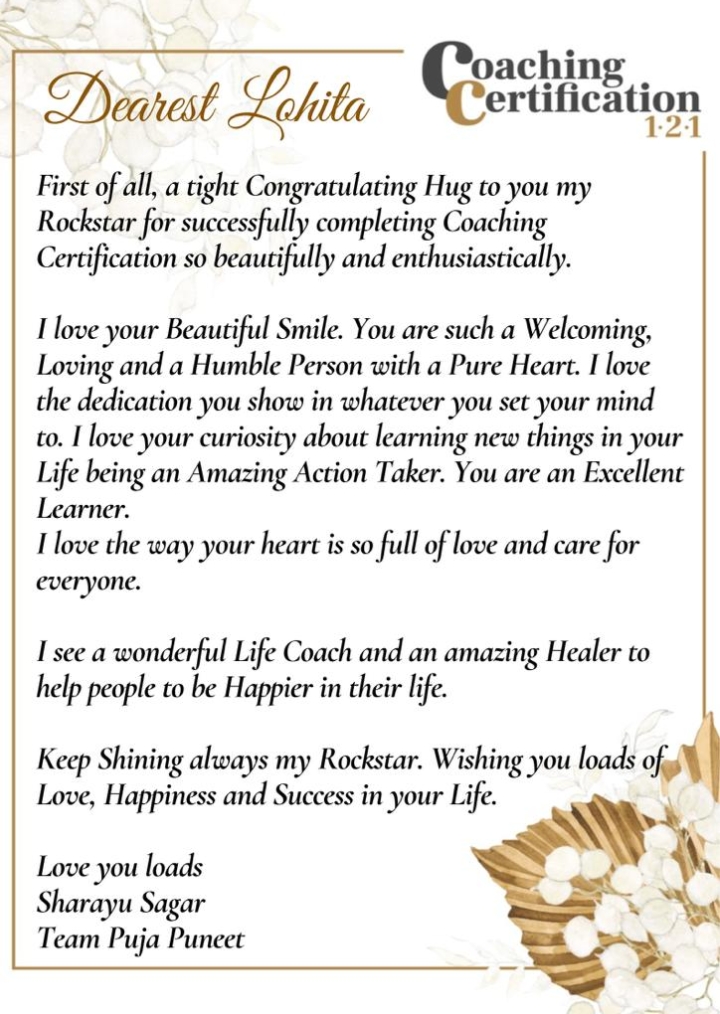 Dearest Lohita
Coaching
Certification
1·2·1
First of all, a tight Congratulating Hug to you my
Rockstar for successfully completing Coaching
Certification so beautifully and enthusiastically.
I love your Beautiful Smile. You are such a Welcoming,
Loving and a Humble Person with a Pure Heart. I love
the dedication you show in whatever you set your mind
to. I love your curiosity about learning new things in your
Life being an Amazing Action Taker. You are an Excellent
Learner.
I love the way your heart is so full of love and care for
everyone.
I see a wonderful Life Coach and an amazing Healer to
help people to be Happier in their life.
Keep Shining always my Rockstar. Wishing you loads of
Love, Happiness and Success in your Life.
Love you loads
Sharayu Sagar
Team Puja Puneet